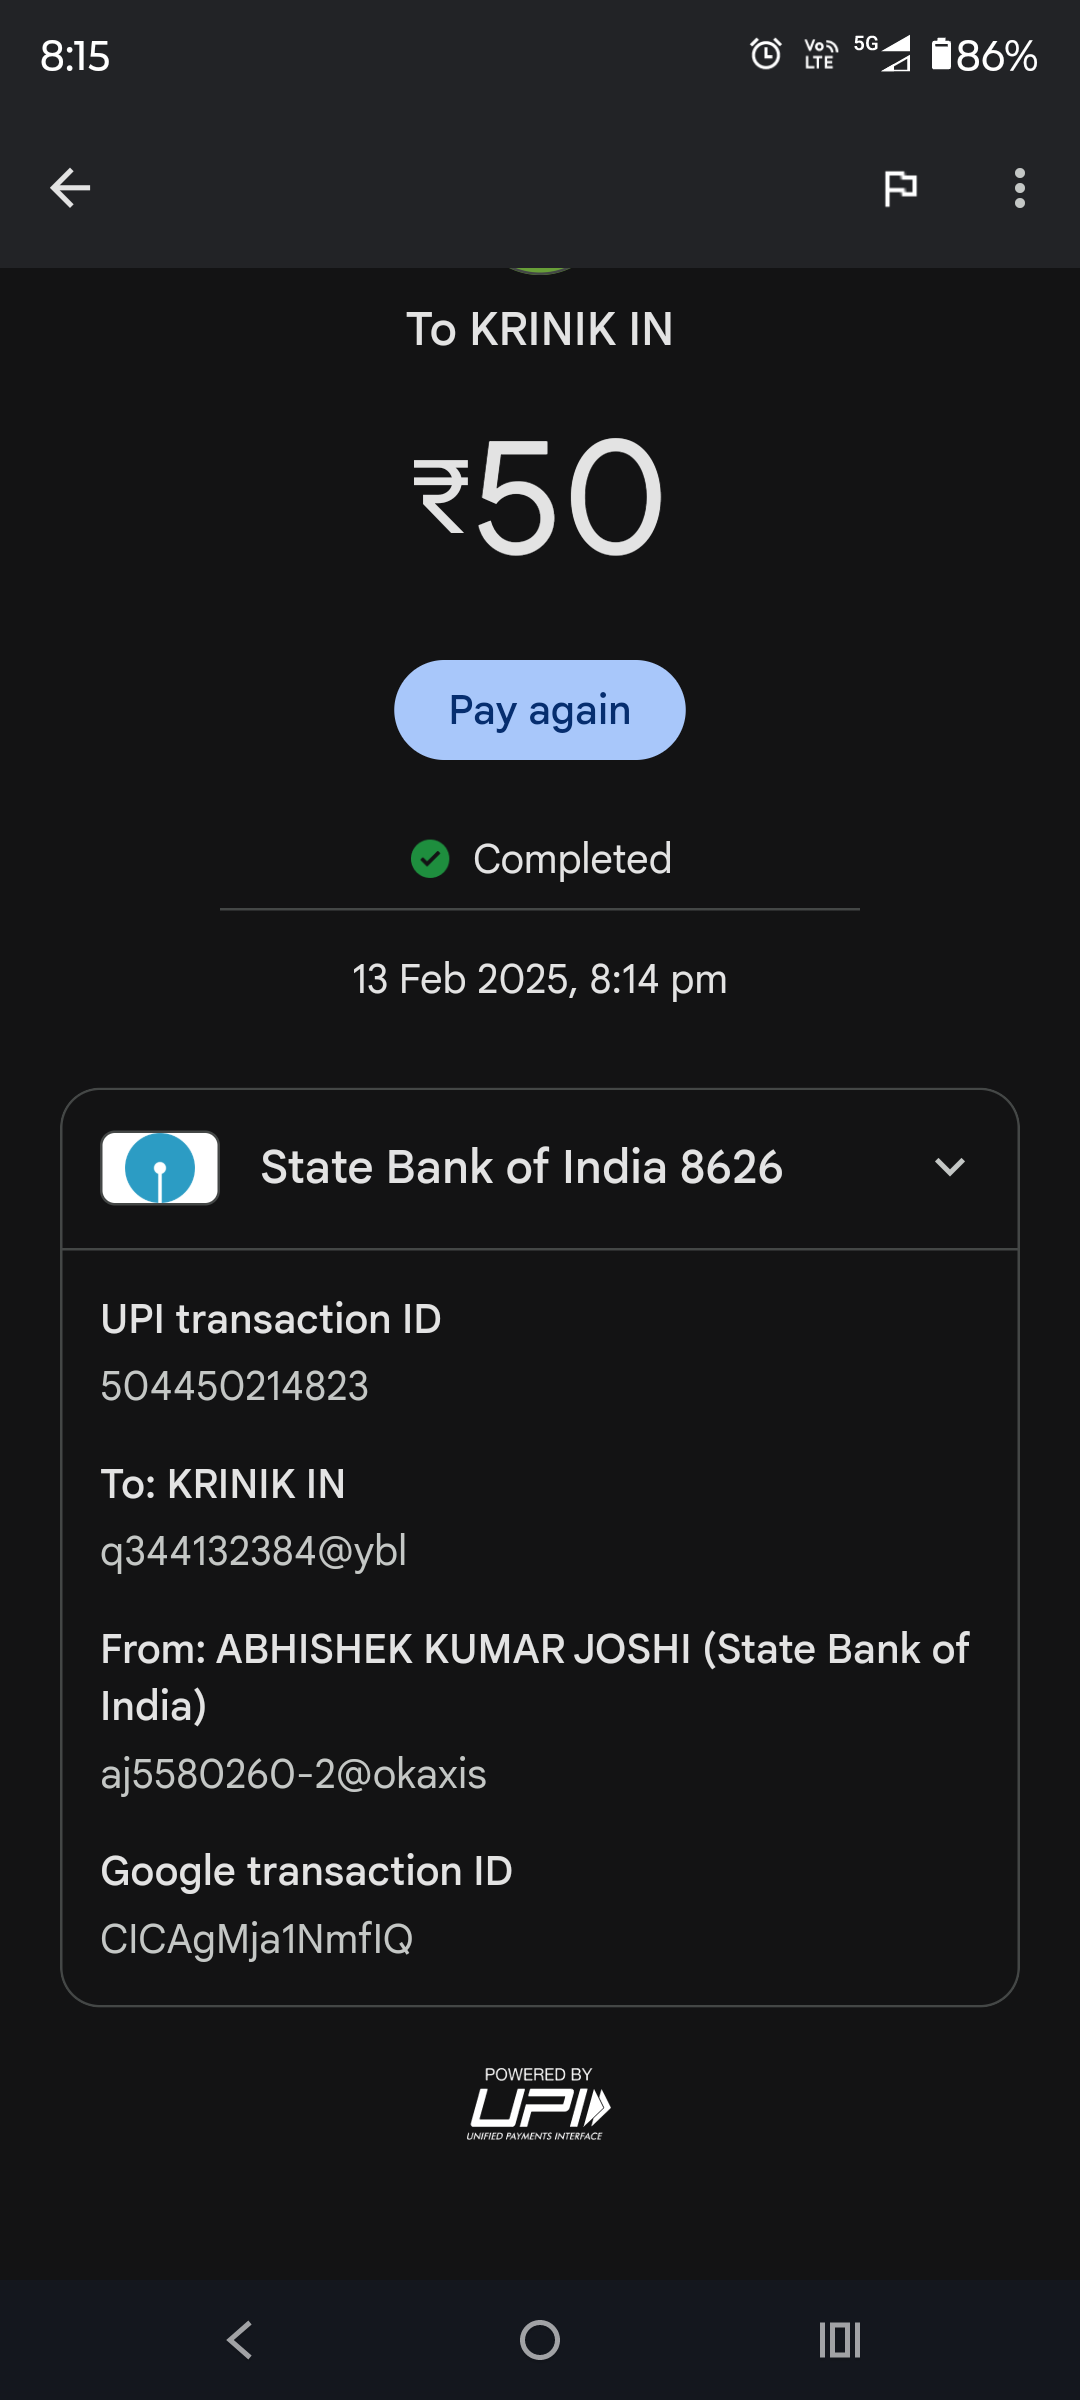 8:15
Vo LTE 5G 86%
To KRINIK IN
₹50
Pay again
Completed
13 Feb 2025, 8:14 pm
State Bank of India 8626
UPI transaction ID
504450214823
To: KRINIK IN
q344132384@ybl
From: ABHISHEK KUMAR JOSHI (State Bank of
India)
aj5580260-2@okaxis
Google transaction ID
CICAgMja1NmfIQ
POWERED BY
UPI
UNIFIED PAYMENTS INTERFACE